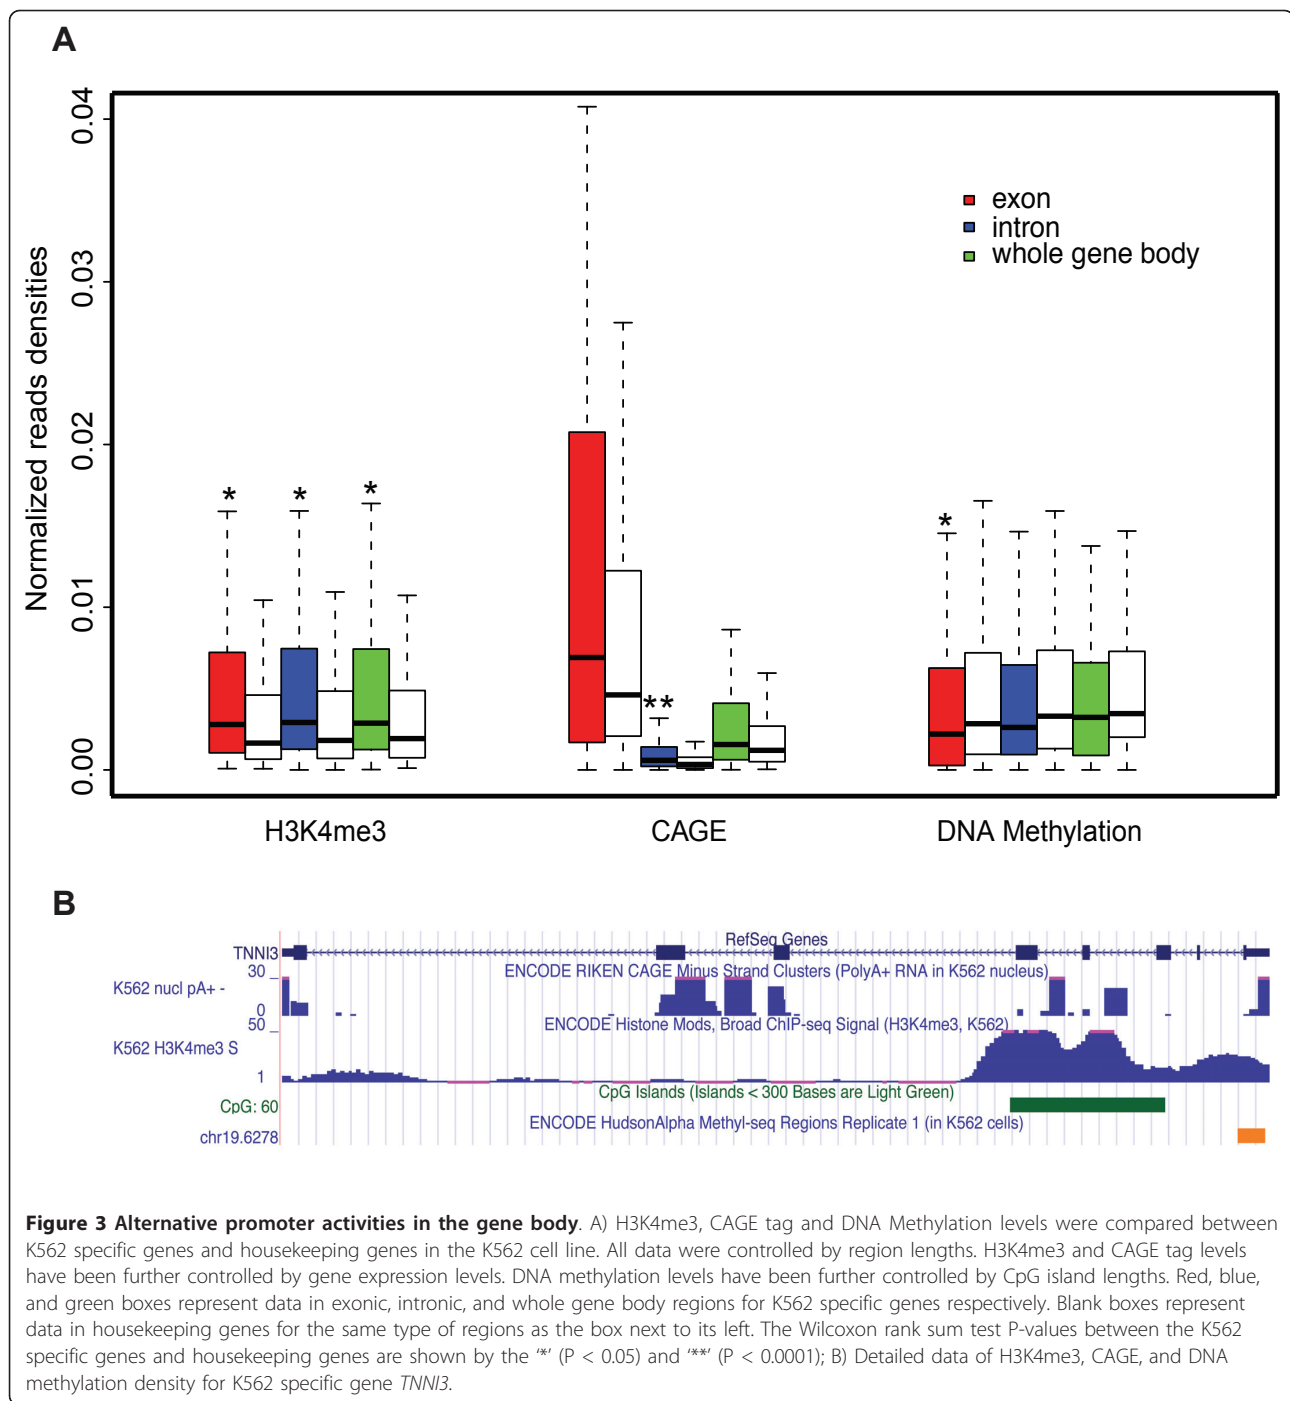 A
0.04
0.03
0.02
0.01
0.00
Normalized reads densities
exon
intron
whole gene body
* * *
**
*
H3K4me3 CAGE DNA Methylation
B
RefSeq Genes
TNNI3
30
ENCODE RIKEN CAGE Minus Strand Clusters (PolyA+ RNA in K562 nucleus)
K562 nucl pA+ -
0
50
ENCODE Histone Mods, Broad ChIP-seq Signal (H3K4me3, K562)
K562 H3K4me3 S
1
CpG Islands (Islands < 300 Bases are Light Green)
CpG: 60
ENCODE HudsonAlpha Methyl-seq Regions Replicate 1 (in K562 cells)
chr19.6278
Figure 3 Alternative promoter activities in the gene body. A) H3K4me3, CAGE tag and DNA Methylation levels were compared between
K562 specific genes and housekeeping genes in the K562 cell line. All data were controlled by region lengths. H3K4me3 and CAGE tag levels
have been further controlled by gene expression levels. DNA methylation levels have been further controlled by CpG island lengths. Red, blue,
and green boxes represent data in exonic, intronic, and whole gene body regions for K562 specific genes respectively. Blank boxes represent
data in housekeeping genes for the same type of regions as the box next to its left. The Wilcoxon rank sum test P-values between the K562
specific genes and housekeeping genes are shown by the ‘*’ (P < 0.05) and ‘**’ (P < 0.0001); B) Detailed data of H3K4me3, CAGE, and DNA
methylation density for K562 specific gene TNNI3.